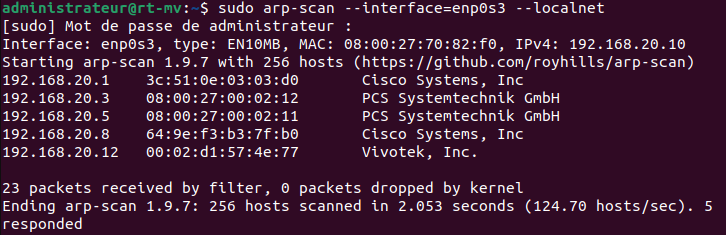 administrateur@rt-mv:~$ sudo arp-scan --interface=enp0s3 --localnet
[sudo] Mot de passe de administrateur :
Interface: enp0s3, type: EN10MB, MAC: 08:00:27:70:82:f0, IPv4: 192.168.20.10
Starting arp-scan 1.9.7 with 256 hosts (https://github.com/royhills/arp-scan)
192.168.20.1    3c:51:0e:03:03:d0       Cisco Systems, Inc
192.168.20.3    08:00:27:00:02:12       PCS Systemtechnik GmbH
192.168.20.5    08:00:27:00:02:11       PCS Systemtechnik GmbH
192.168.20.8    64:9e:f3:b3:7f:b0       Cisco Systems, Inc
192.168.20.12   00:02:d1:57:4e:77       Vivotek, Inc.
23 packets received by filter, 0 packets dropped by kernel
Ending arp-scan 1.9.7: 256 hosts scanned in 2.053 seconds (124.70 hosts/sec). 5
responded